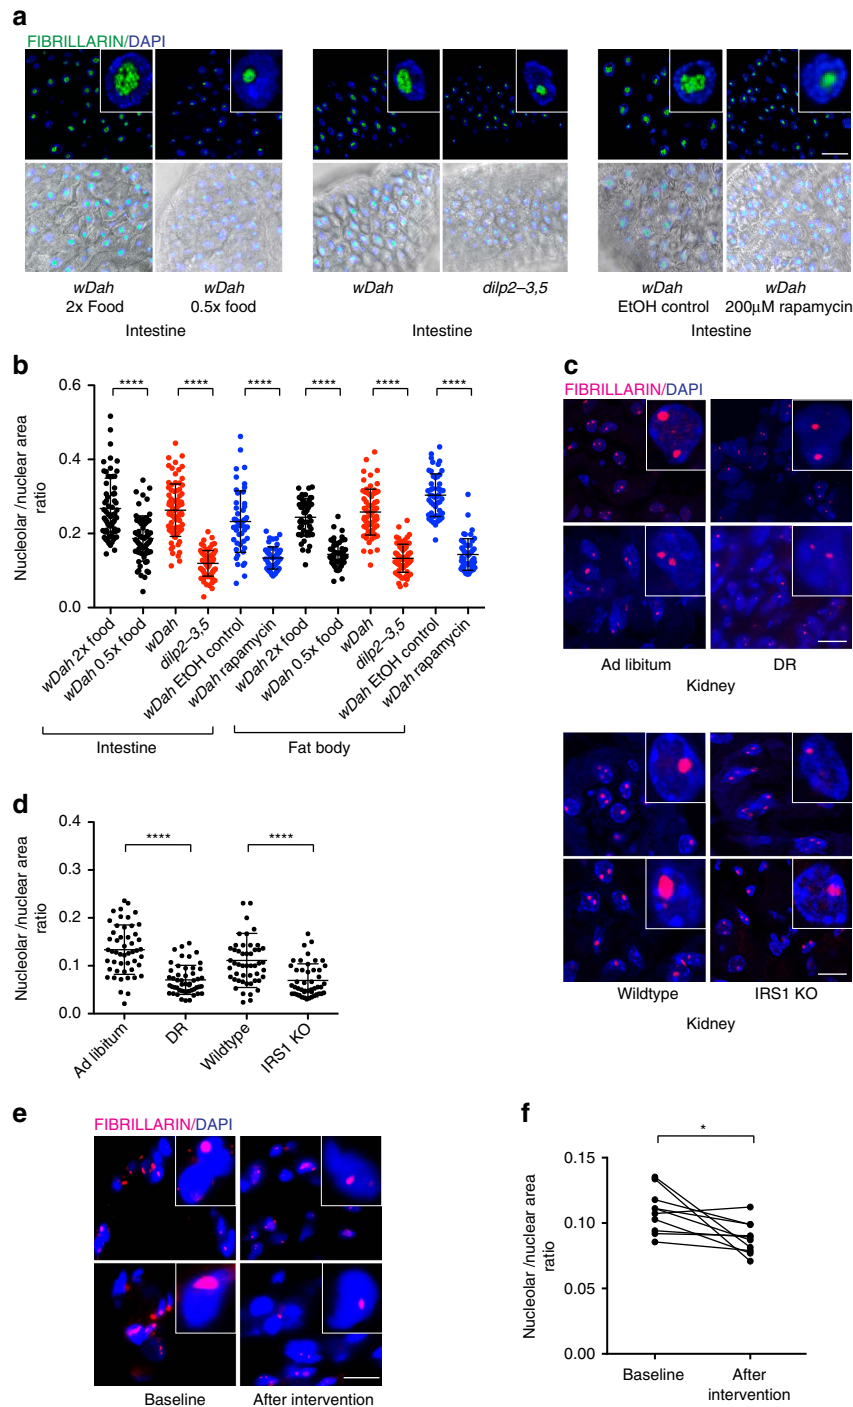 a
FIBRILLARIN/DAPI
wDah
2x Food
wDah
0.5x food
Intestine
wDah
dilp2–3,5
Intestine
wDah
EtOH control
wDah
200μM rapamycin
Intestine
b
Nucleolar /nuclear area
ratio
0.6
0.4
0.2
0.0
****
****
****
****
****
****
wDah 2x food
wDah 0.5x food
wDah
dilp2–3,5
wDah EtOH control
wDah rapamycin
wDah 2x food
wDah 0.5x food
wDah
dilp2–3,5
wDah EtOH control
wDah rapamycin
Intestine
Fat body
c
FIBRILLARIN/DAPI
Ad libitum
DR
Kidney
Wildtype
IRS1 KO
Kidney
d
Nucleolar /nuclear area
ratio
0.4
0.3
0.2
0.1
0.0
****
****
Ad libitum
DR
Wildtype
IRS1 KO
e
FIBRILLARIN/DAPI
Baseline
After intervention
f
Nucleolar /nuclear area
ratio
0.15
0.10
0.05
0.00
*
Baseline
After
intervention